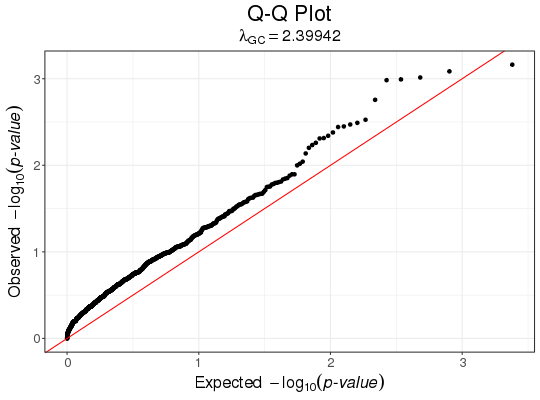 Q-Q Plot
λGC = 2.39942
Observed −log10(p-value)
3
2
1
0
0 1 2 3
Expected −log10(p-value)